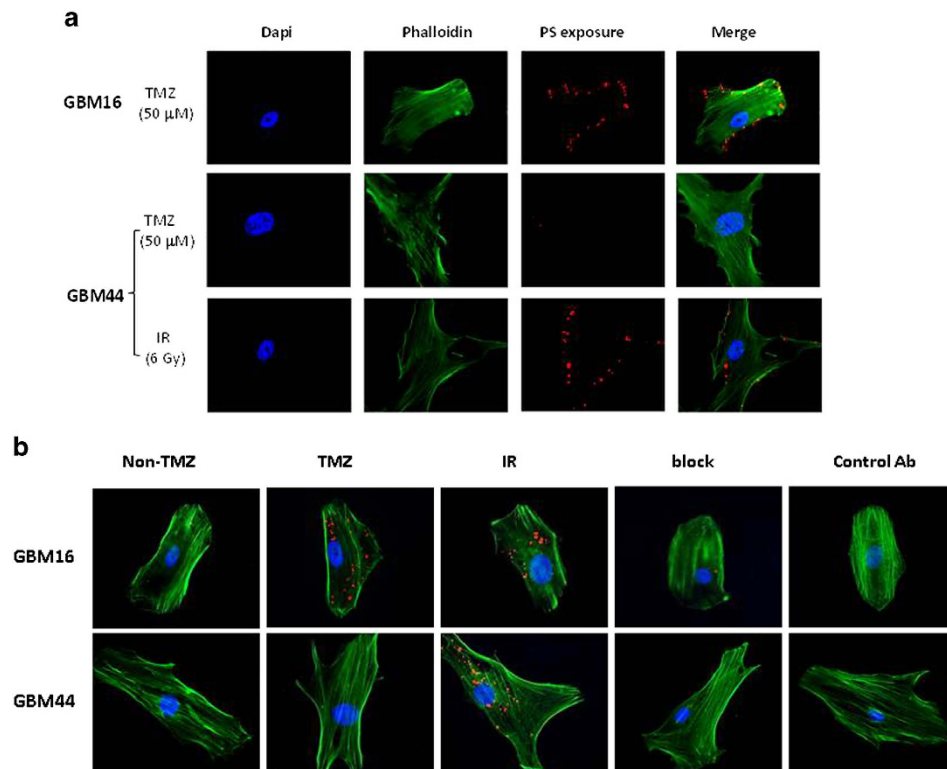 a
Dapi Phalloidin PS exposure Merge
GBM16 TMZ
(50 µM)
TMZ
(50 µM)
GBM44
IR
(6 Gy)
b
Non-TMZ TMZ IR block Control Ab
GBM16
GBM44